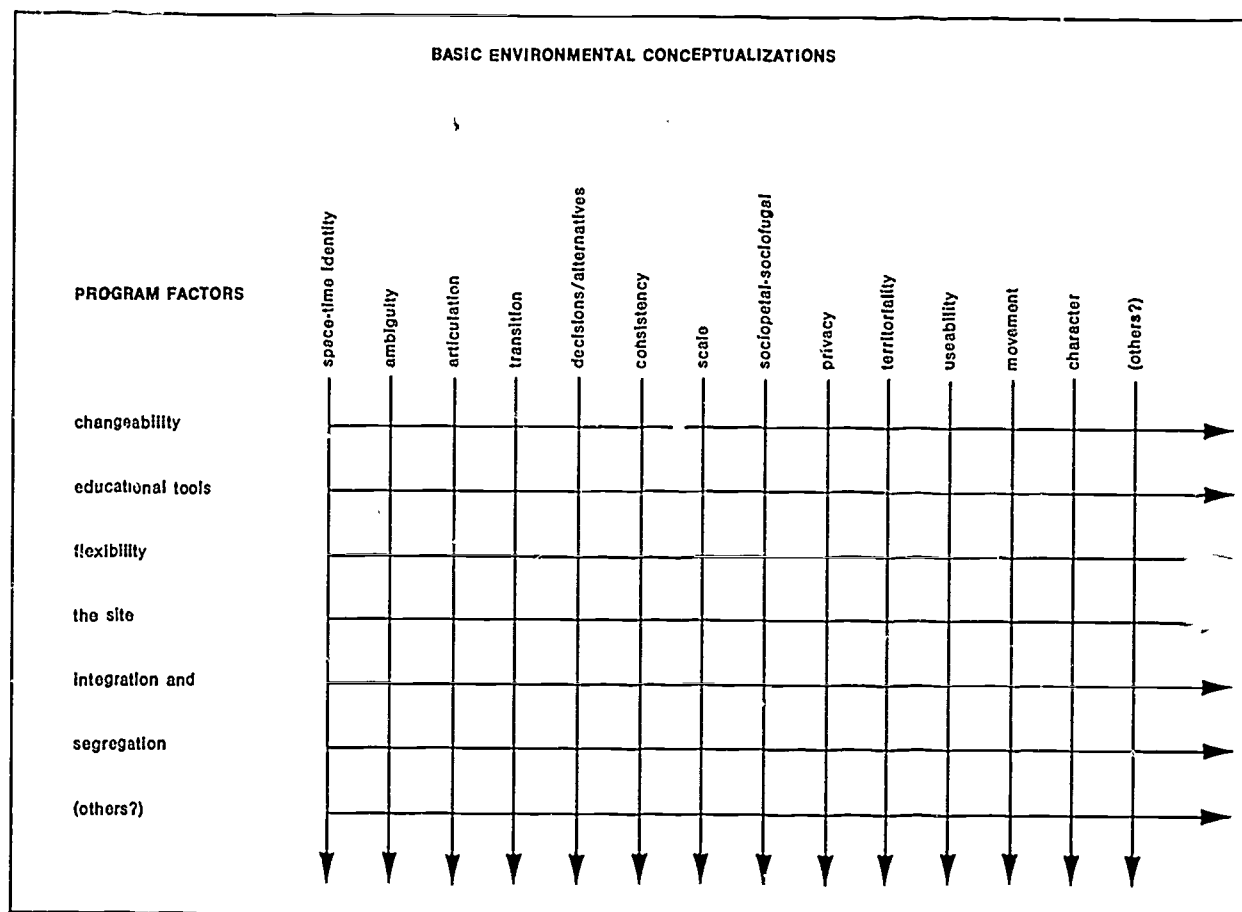 BASIC ENVIRONMENTAL CONCEPTUALIZATIONS
PROGRAM FACTORS
space-time identity
ambiguity
articulation
transition
decisions/alternatives
consistency
scale
sociopetal-sociofugal
privacy
territoriality
useability
movement
character
(others?)
changeability
educational tools
flexibility
the site
integration and
segregation
(others?)